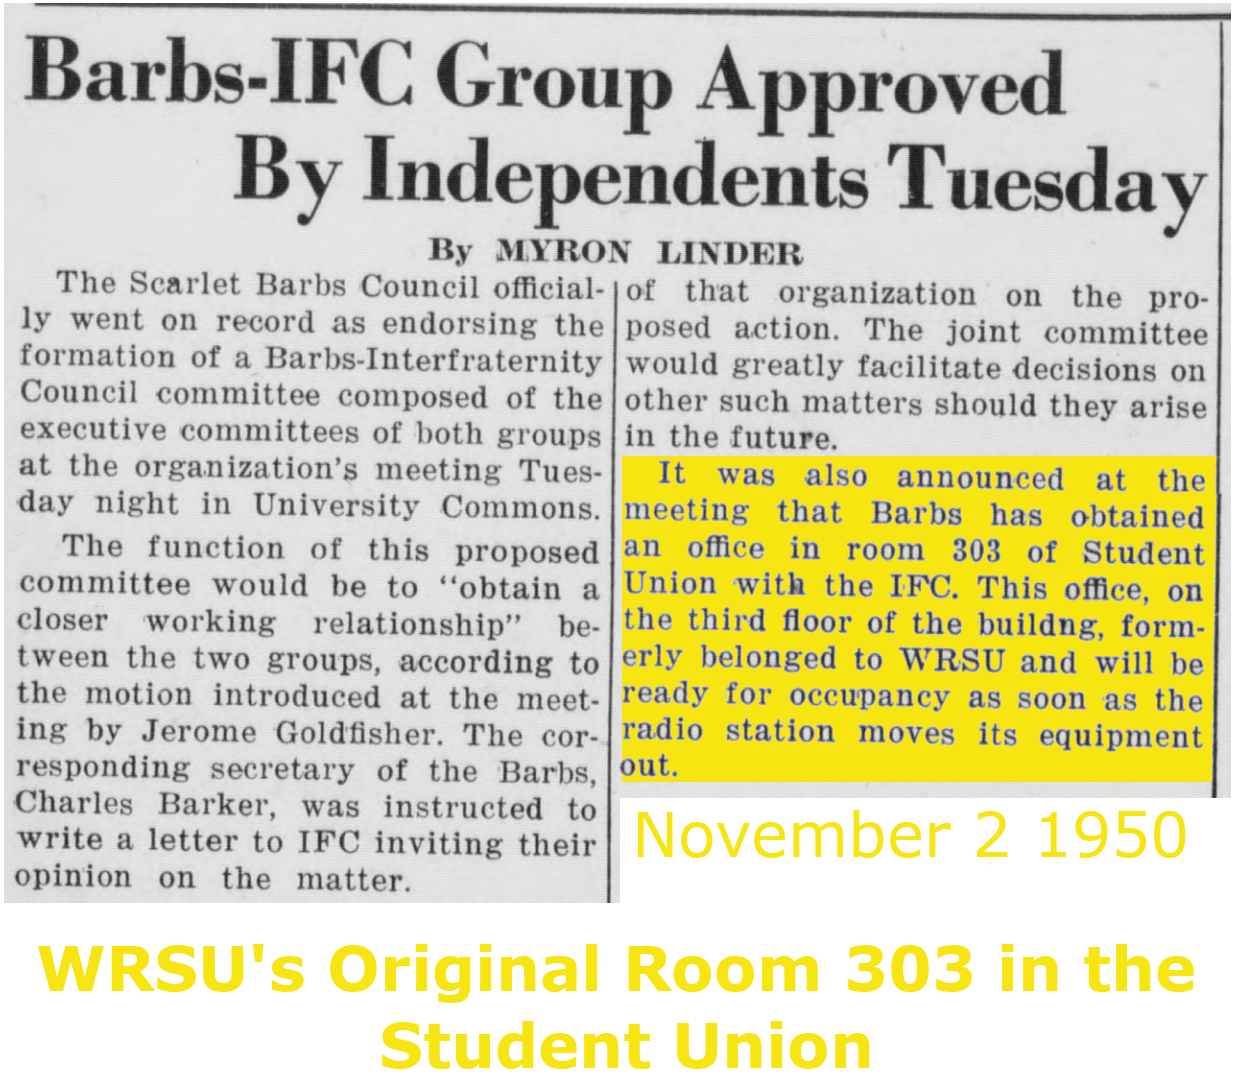 Barbs-IFC Group Approved
By Independents Tuesday
By MYRON LINDER
The Scarlet Barbs Council official-
ly went on record as endorsing the
formation of a Barbs-Interfraternity
Council committee composed of the
executive committees of both groups
at the organization's meeting Tues-
day night in University Commons.
The function of this proposed
committee would be to "obtain a
closer working relationship" be-
tween the two groups, according to
the motion introduced at the meet-
ing by Jerome Goldfisher. The cor-
responding secretary of the Barbs,
Charles Barker, was instructed to
write a letter to IFC inviting their
opinion on the matter.
of that organization on the pro-
posed action. The joint committee
would greatly facilitate decisions on
other such matters should they arise
in the future.
It was also announced at the
meeting that Barbs has obtained
an office in room 303 of Student
Union with the IFC. This office, on
the third floor of the buildng, form-
erly belonged to WRSU and will be
ready for occupancy as soon as the
radio station moves its equipment
out.
November 2 1950
WRSU's Original Room 303 in the
Student Union